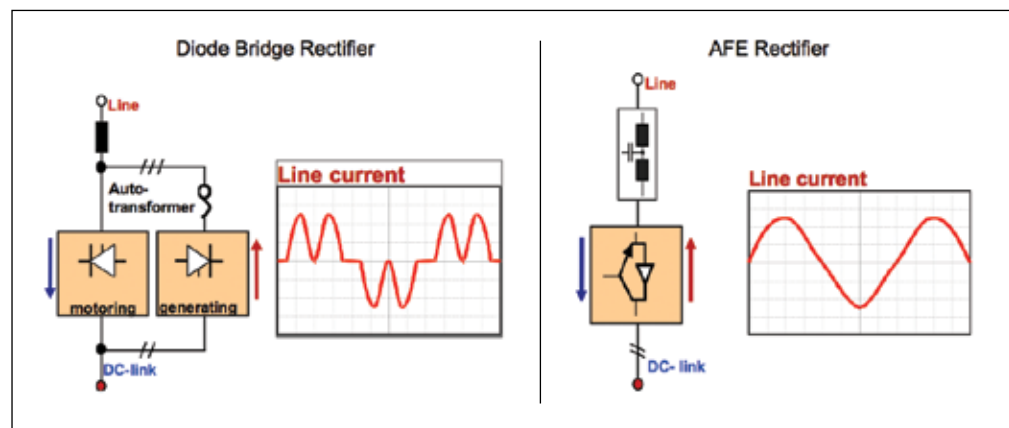 Diode Bridge Rectifier
Line
Auto-
transformer
motoring
generating
DC-link
Line current
AFE Rectifier
Line
DC- link
Line current